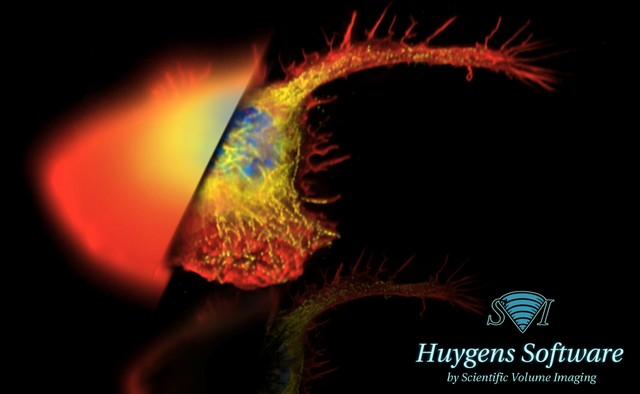 SVI
Huygens Software
by Scientific Volume Imaging